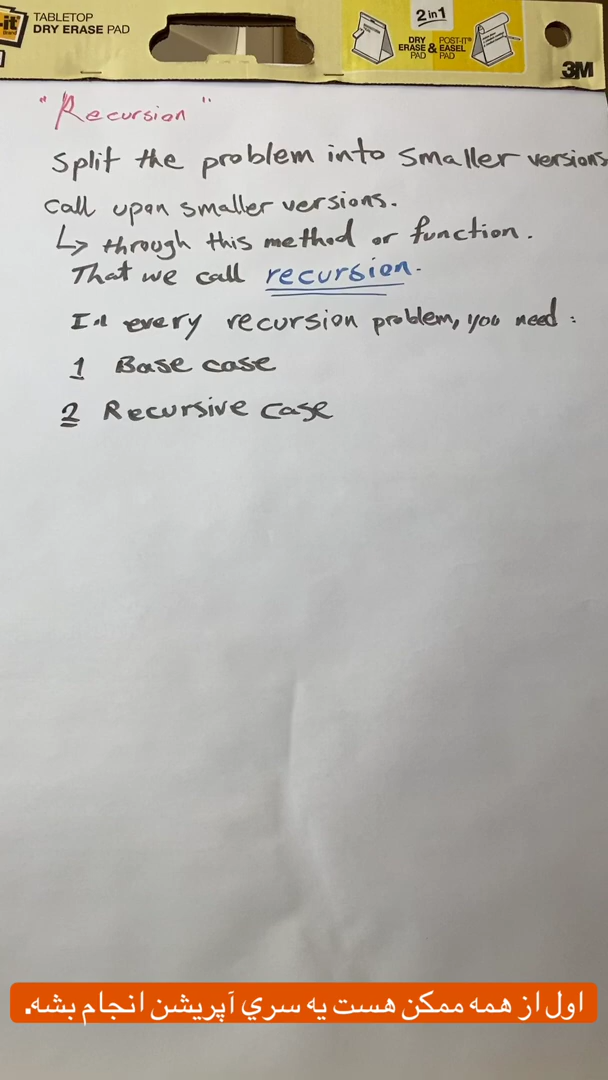 -it
Brand
TABLETOP
DRY ERASE PAD
2 in 1
DRY ERASE PAD & POST-IT® EASEL PAD
3M
"Recursion"
Split the problem into smaller versions
call upon smaller versions.
↳ through this method or function.
That we call recursion.
In every recursion problem, you need :
1 Base case
2 Recursive case
اول از همه ممکن هست یه سري آپریشن انجام بشه.